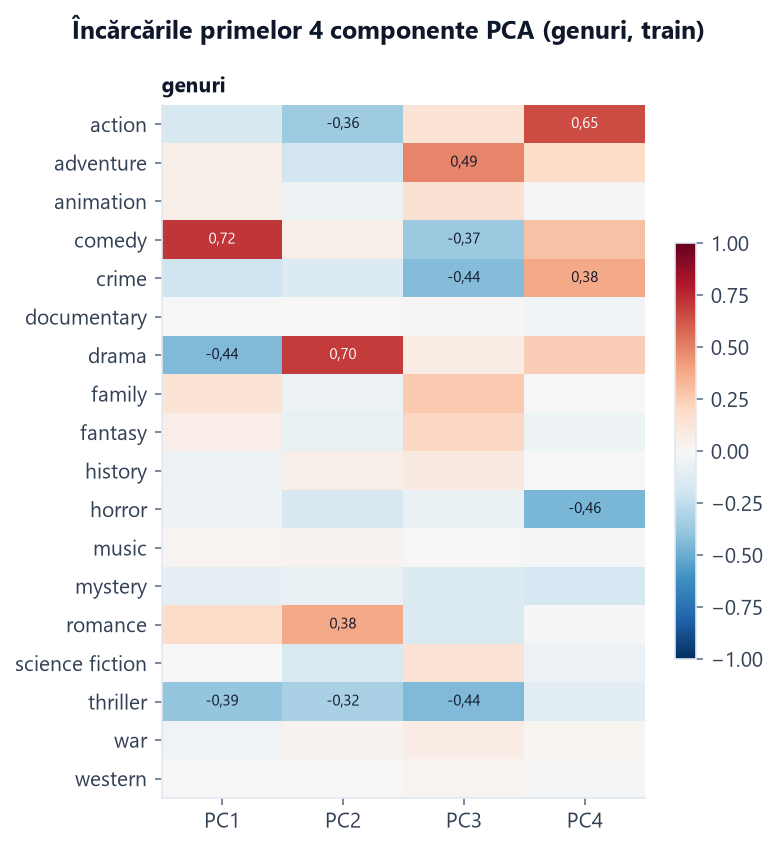 Încărcările primelor 4 componente PCA (genuri, train)
genuri
action -0,36 0,65
adventure 0,49
animation
comedy 0,72 -0,37
crime -0,44 0,38
documentary
drama -0,44 0,70
family
fantasy
history
horror -0,46
music
mystery
romance 0,38
science fiction
thriller -0,39 -0,32 -0,44
war
western
PC1 PC2 PC3 PC4
1.00
0.75
0.50
0.25
0.00
−0.25
−0.50
−0.75
−1.00